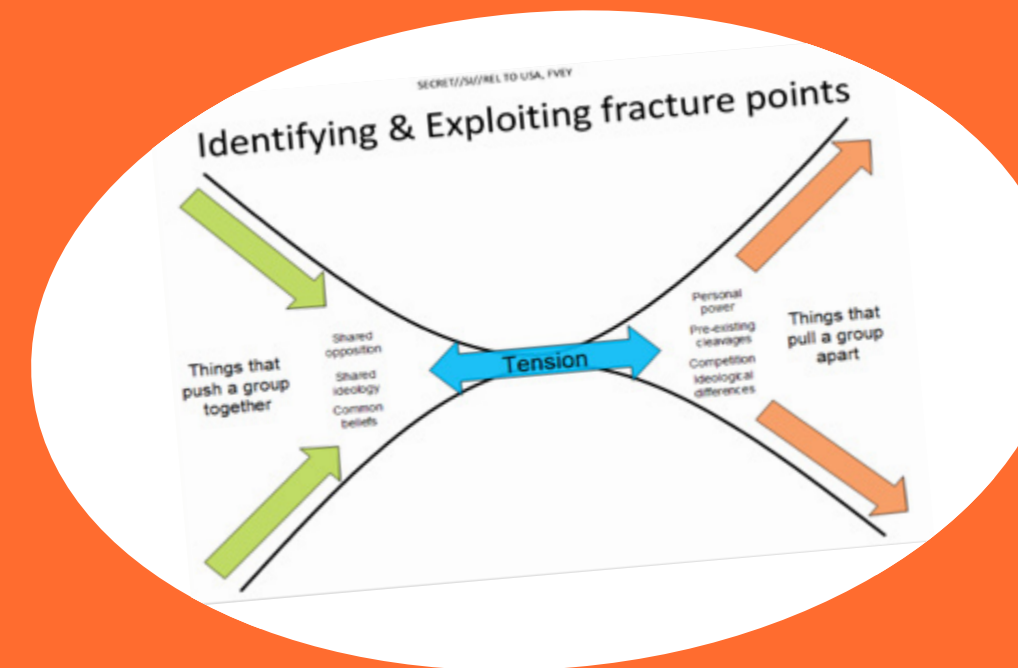 SECRET//SI//REL TO USA, FVEY
Identifying & Exploiting fracture points
Things that
push a group
together
Shared
opposition
Shared
ideology
Common
beliefs
Tension
Personal
power
Pre-existing
cleavages
Competition
Ideological
differences
Things that
pull a group
apart